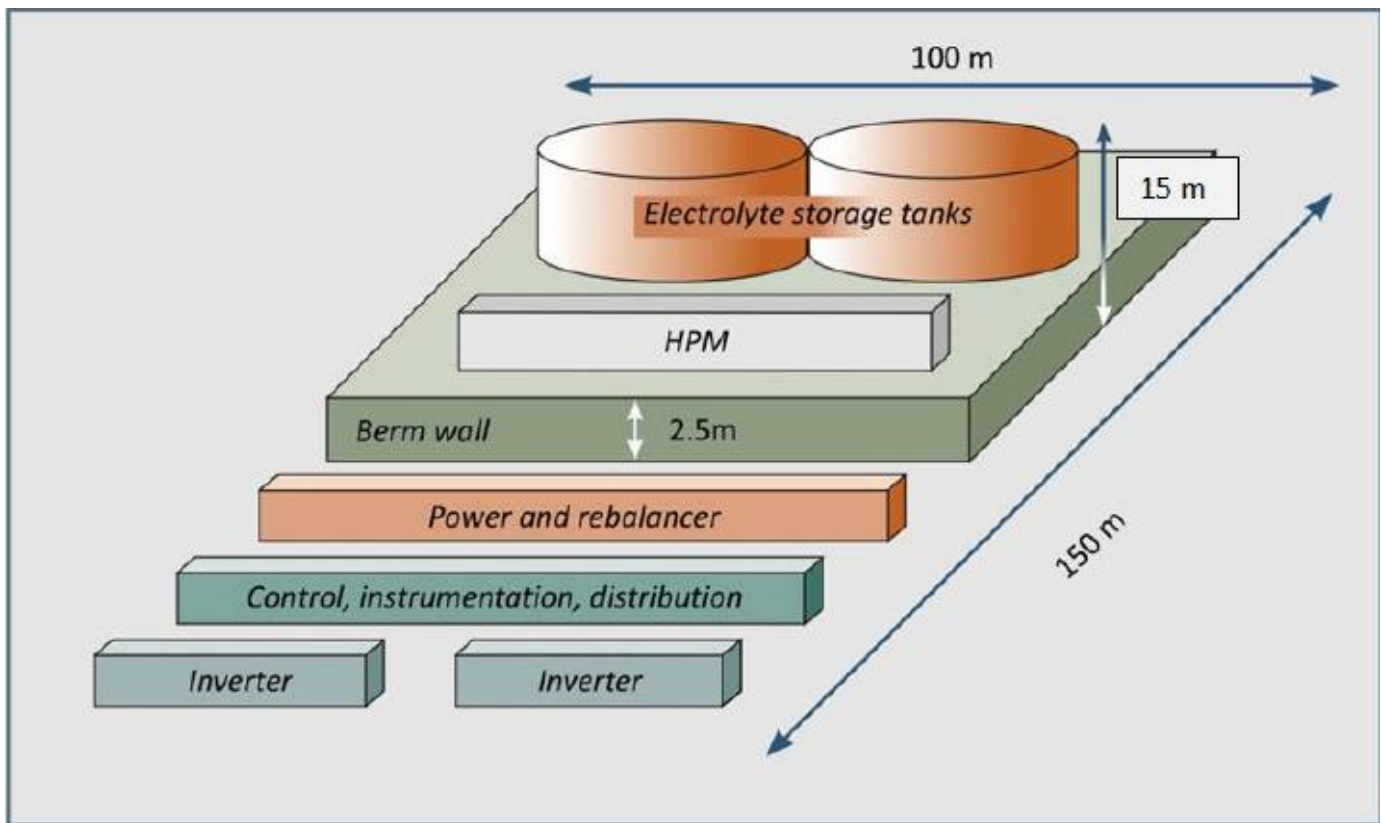 100 m
15 m
Electrolyte storage tanks
HPM
Berm wall
2.5m
Power and rebalancer
150 m
Control, instrumentation, distribution
Inverter
Inverter